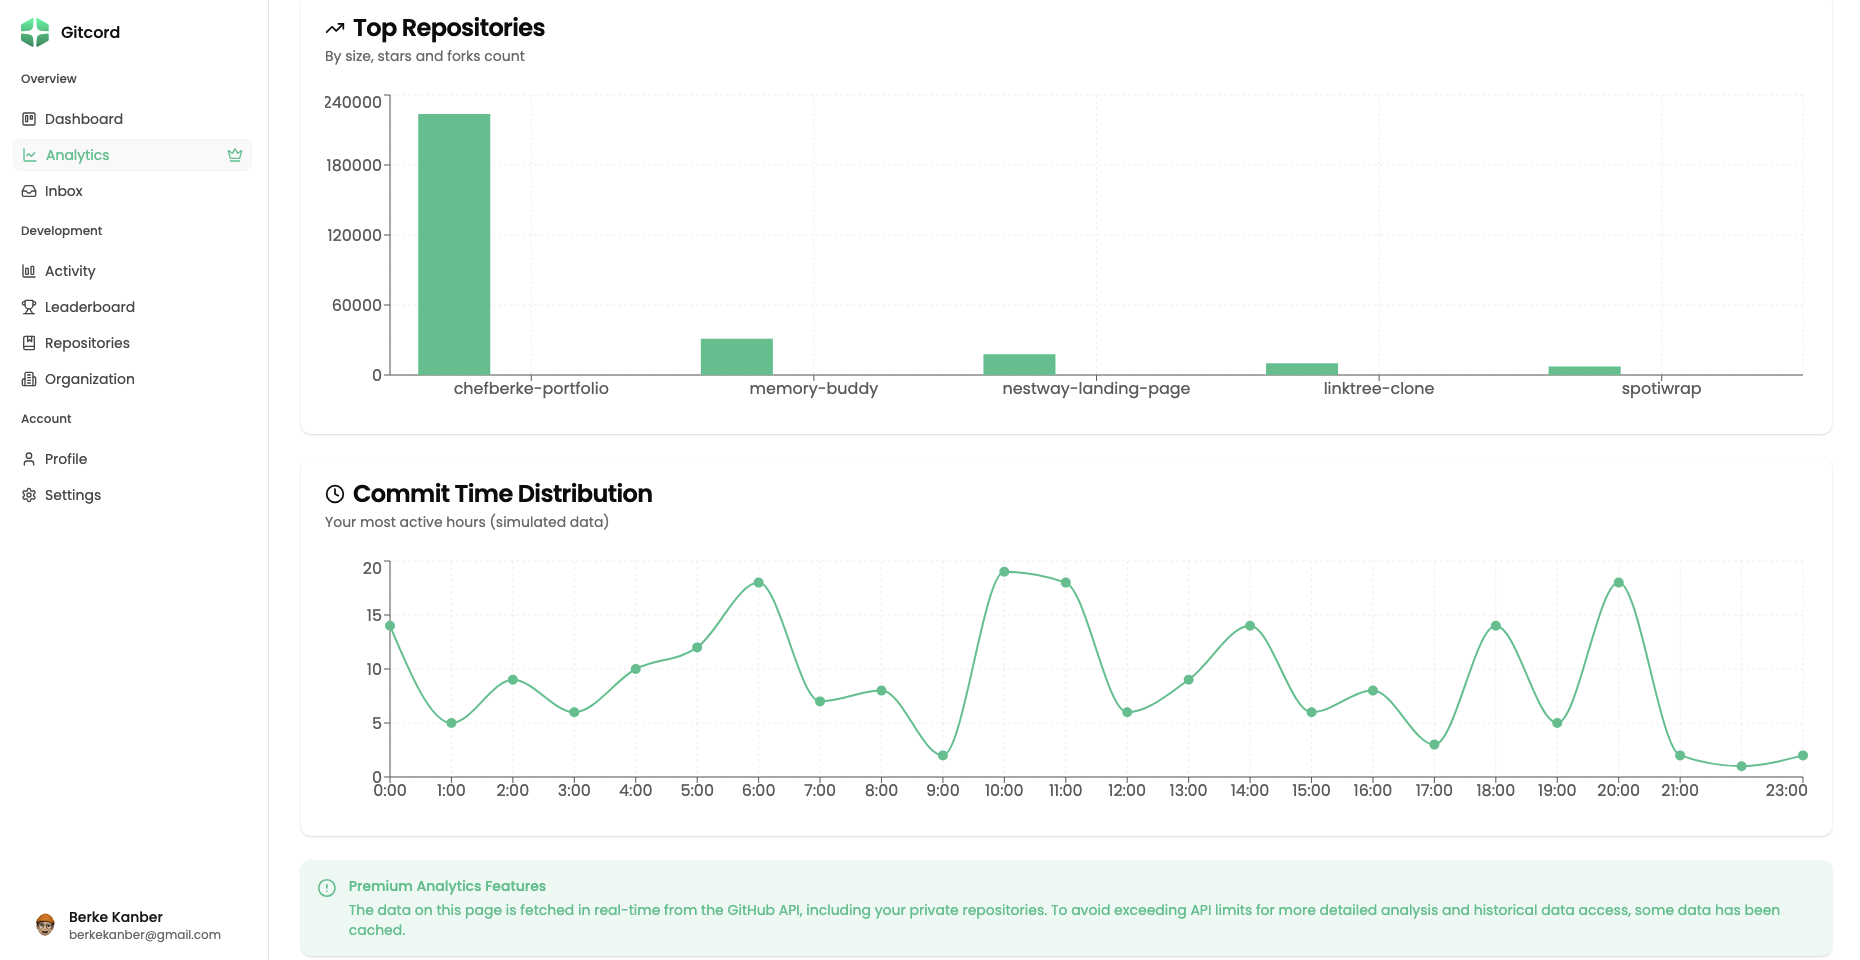 Gitcord
Overview
Dashboard
Analytics
Inbox
Development
Activity
Leaderboard
Repositories
Organization
Account
Profile
Settings
Berke Kanber
berkekanber@gmail.com
Top Repositories
By size, stars and forks count
240000
180000
120000
60000
0
chefberke-portfolio memory-buddy nestway-landing-page linktree-clone spotiwrap
Commit Time Distribution
Your most active hours (simulated data)
20
15
10
5
0
0:00 1:00 2:00 3:00 4:00 5:00 6:00 7:00 8:00 9:00 10:00 11:00 12:00 13:00 14:00 15:00 16:00 17:00 18:00 19:00 20:00 21:00 23:00
Premium Analytics Features
The data on this page is fetched in real-time from the GitHub API, including your private repositories. To avoid exceeding API limits for more detailed analysis and historical data access, some data has been
cached.